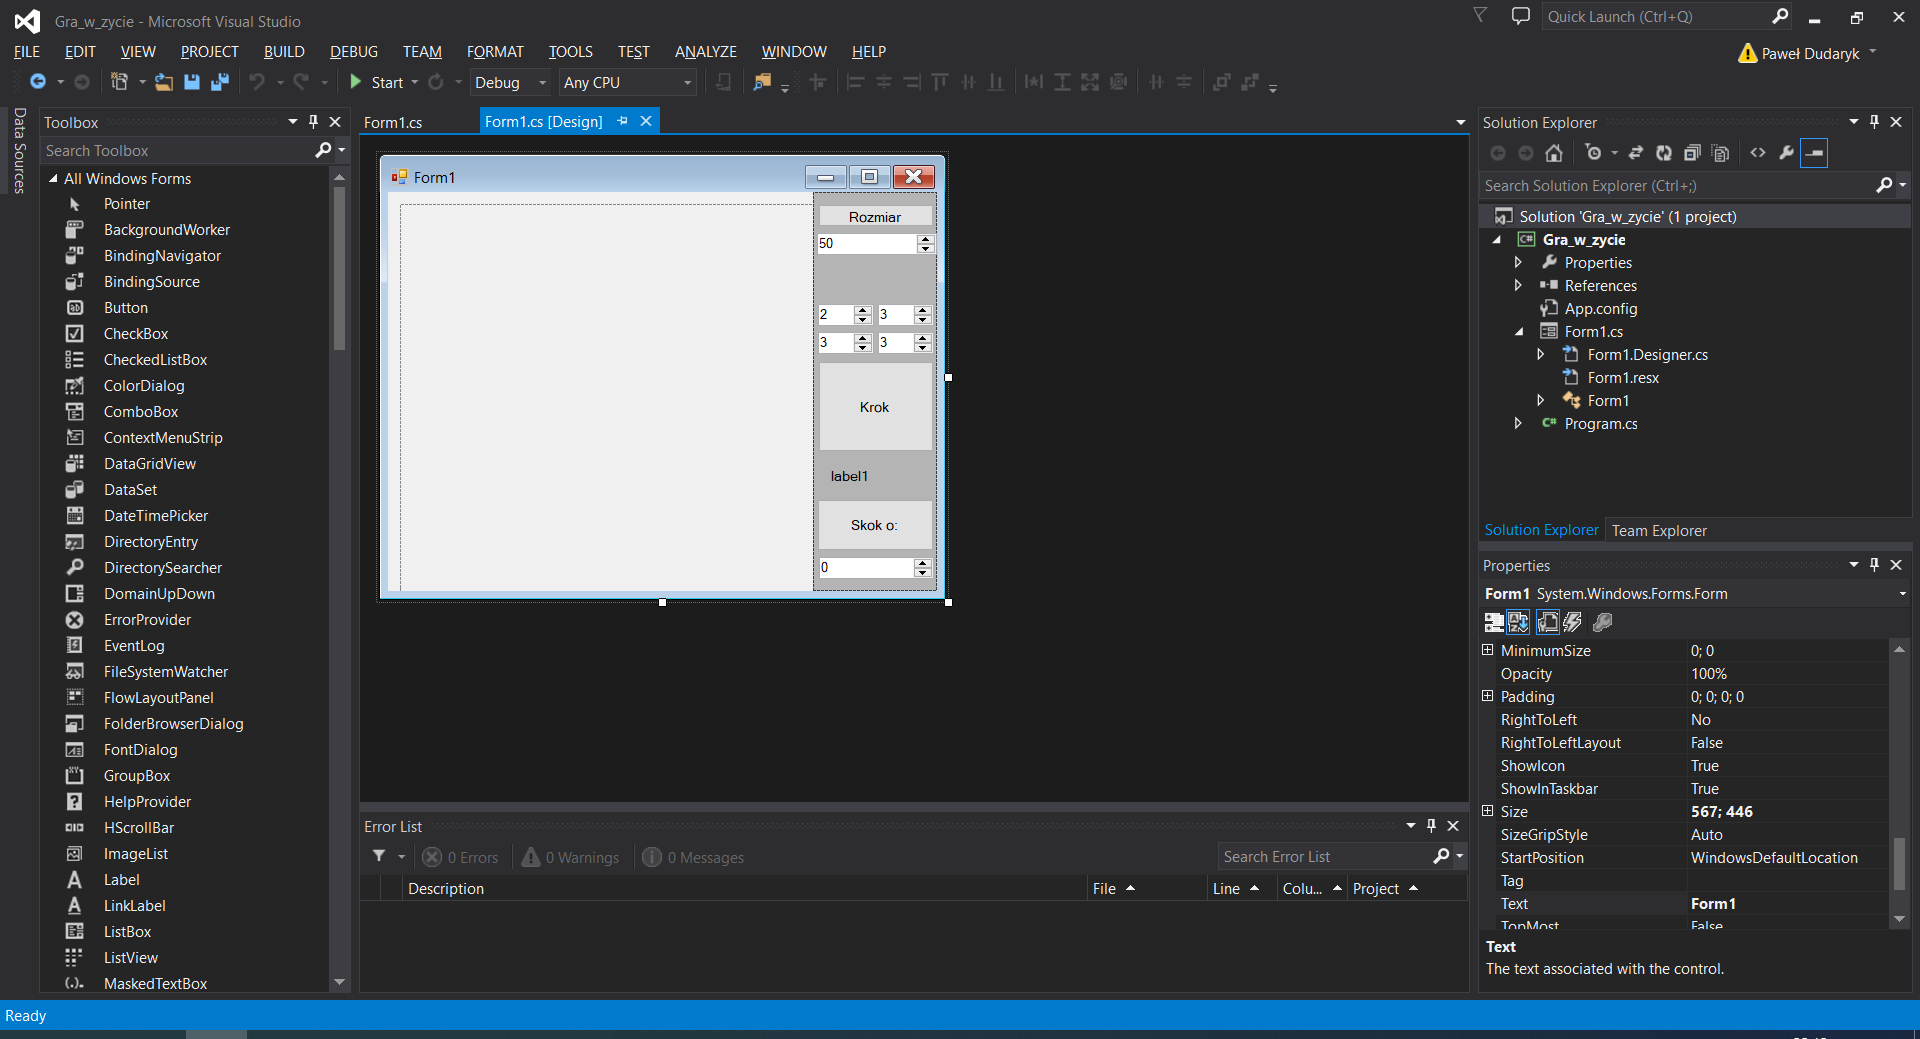 Gra_w_zycie - Microsoft Visual Studio
Quick Launch (Ctrl+Q)
FILE EDIT VIEW PROJECT BUILD DEBUG TEAM FORMAT TOOLS TEST ANALYZE WINDOW HELP
Paweł Dudaryk
Start Debug Any CPU
Data Sources
Toolbox
Search Toolbox
All Windows Forms
Pointer
BackgroundWorker
BindingNavigator
BindingSource
Button
CheckBox
CheckedListBox
ColorDialog
ComboBox
ContextMenuStrip
DataGridView
DataSet
DateTimePicker
DirectoryEntry
DirectorySearcher
DomainUpDown
ErrorProvider
EventLog
FileSystemWatcher
FlowLayoutPanel
FolderBrowserDialog
FontDialog
GroupBox
HelpProvider
HScrollBar
ImageList
Label
LinkLabel
ListBox
ListView
MaskedTextBox
Form1.cs
Form1.cs [Design]
Form1
Rozmiar
50
2 3
3 3
Krok
label1
Skok o:
0
Error List
0 Errors 0 Warnings 0 Messages
Search Error List
Description File Line Colu... Project
Solution Explorer
Search Solution Explorer (Ctrl+;)
Solution 'Gra_w_zycie' (1 project)
C# Gra_w_zycie
Properties
References
App.config
Form1.cs
Form1.Designer.cs
Form1.resx
Form1
C# Program.cs
Solution Explorer Team Explorer
Properties
Form1 System.Windows.Forms.Form
MinimumSize 0; 0
Opacity 100%
Padding 0; 0; 0; 0
RightToLeft No
RightToLeftLayout False
ShowIcon True
ShowInTaskbar True
Size 567; 446
SizeGripStyle Auto
StartPosition WindowsDefaultLocation
Tag
Text Form1
TopMost False
Text
The text associated with the control.
Ready